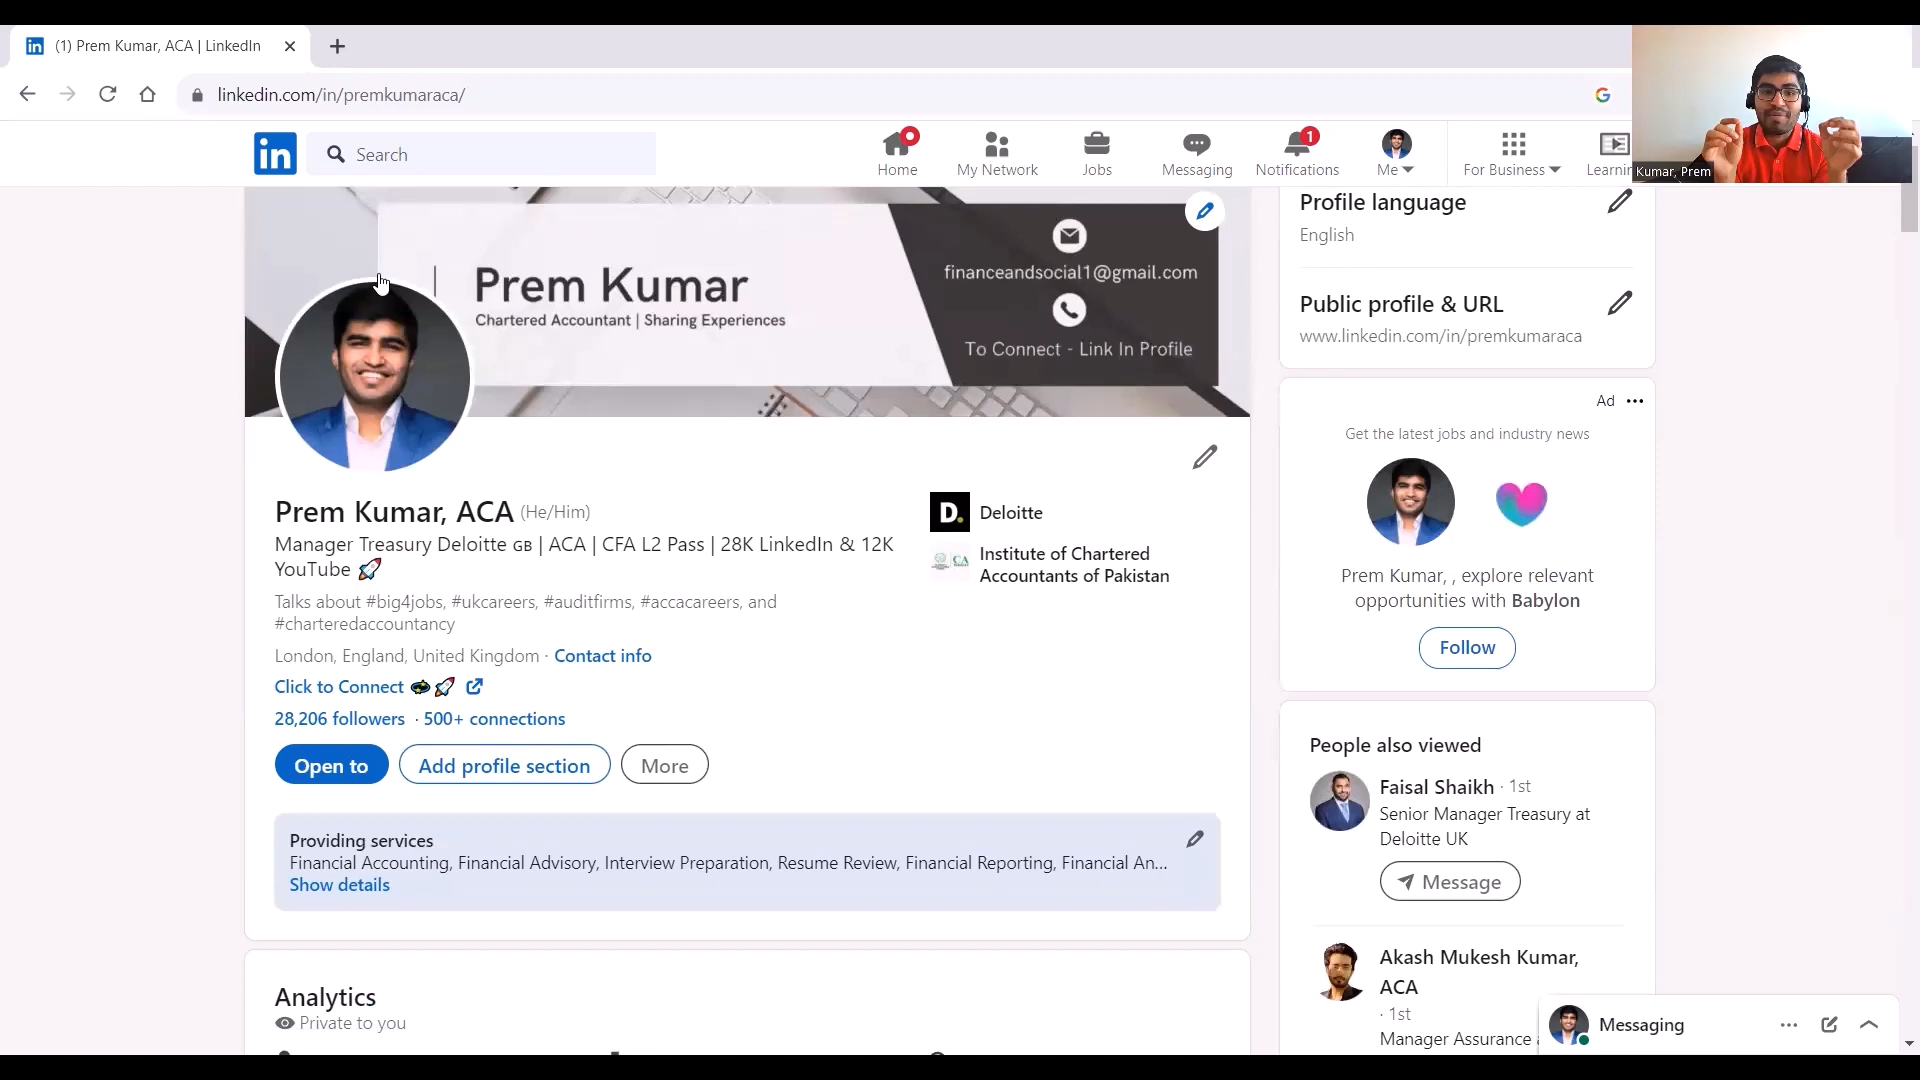 (1) Prem Kumar, ACA | LinkedIn
linkedin.com/in/premkumaraca/
in
Search
Home
My Network
Jobs
Messaging
1
Notifications
Me
For Business
Learnin
Kumar, Prem
Prem Kumar
Chartered Accountant | Sharing Experiences
financeandsocial1@gmail.com
To Connect - Link In Profile
Prem Kumar, ACA (He/Him)
Manager Treasury Deloitte GB | ACA | CFA L2 Pass | 28K LinkedIn & 12K
YouTube 🚀
Talks about #big4jobs, #ukcareers, #auditfirms, #accacareers, and
#charteredaccountancy
London, England, United Kingdom · Contact info
Click to Connect 🚀
28,206 followers · 500+ connections
Open to
Add profile section
More
D.
Deloitte
CA
Institute of Chartered
Accountants of Pakistan
Providing services
Financial Accounting, Financial Advisory, Interview Preparation, Resume Review, Financial Reporting, Financial An...
Show details
Analytics
Private to you
Profile language
English
Public profile & URL
www.linkedin.com/in/premkumaraca
Ad
Get the latest jobs and industry news
Prem Kumar, , explore relevant
opportunities with Babylon
Follow
People also viewed
Faisal Shaikh · 1st
Senior Manager Treasury at
Deloitte UK
Message
Akash Mukesh Kumar,
ACA
· 1st
Manager Assurance
Messaging